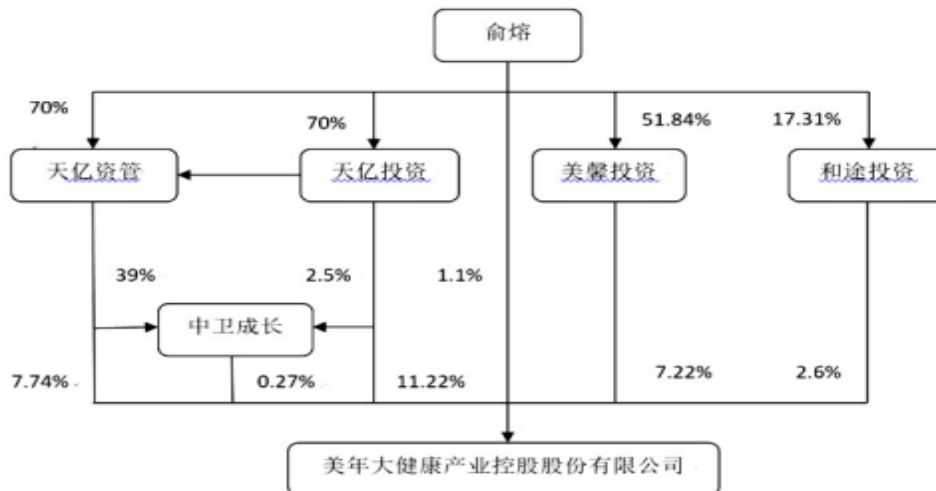 俞熔
70%
70%
51.84%
17.31%
天亿资管
天亿投资
美馨投资
和途投资
39%
2.5%
1.1%
中卫成长
7.74%
0.27%
11.22%
7.22%
2.6%
美年大健康产业控股股份有限公司